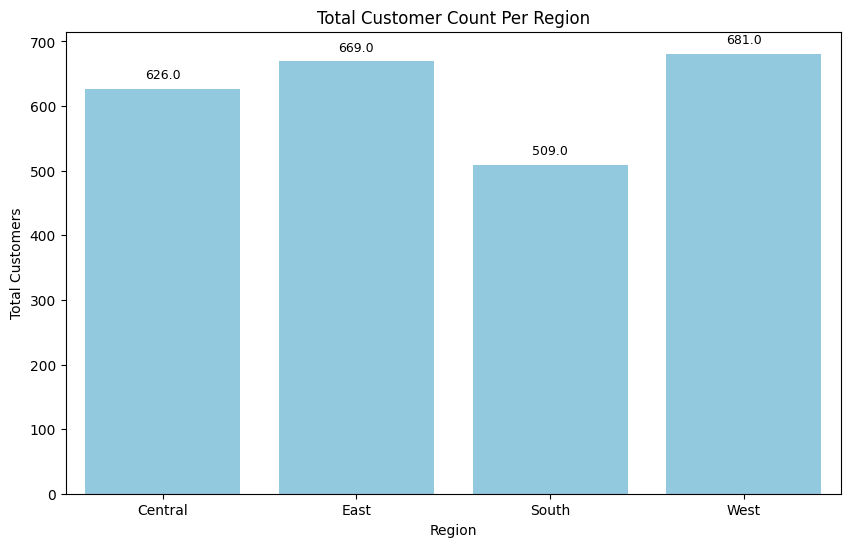 Total Customer Count Per Region
Total Customers
700
600
500
400
300
200
100
0
626.0
669.0
509.0
681.0
Central
East
South
West
Region